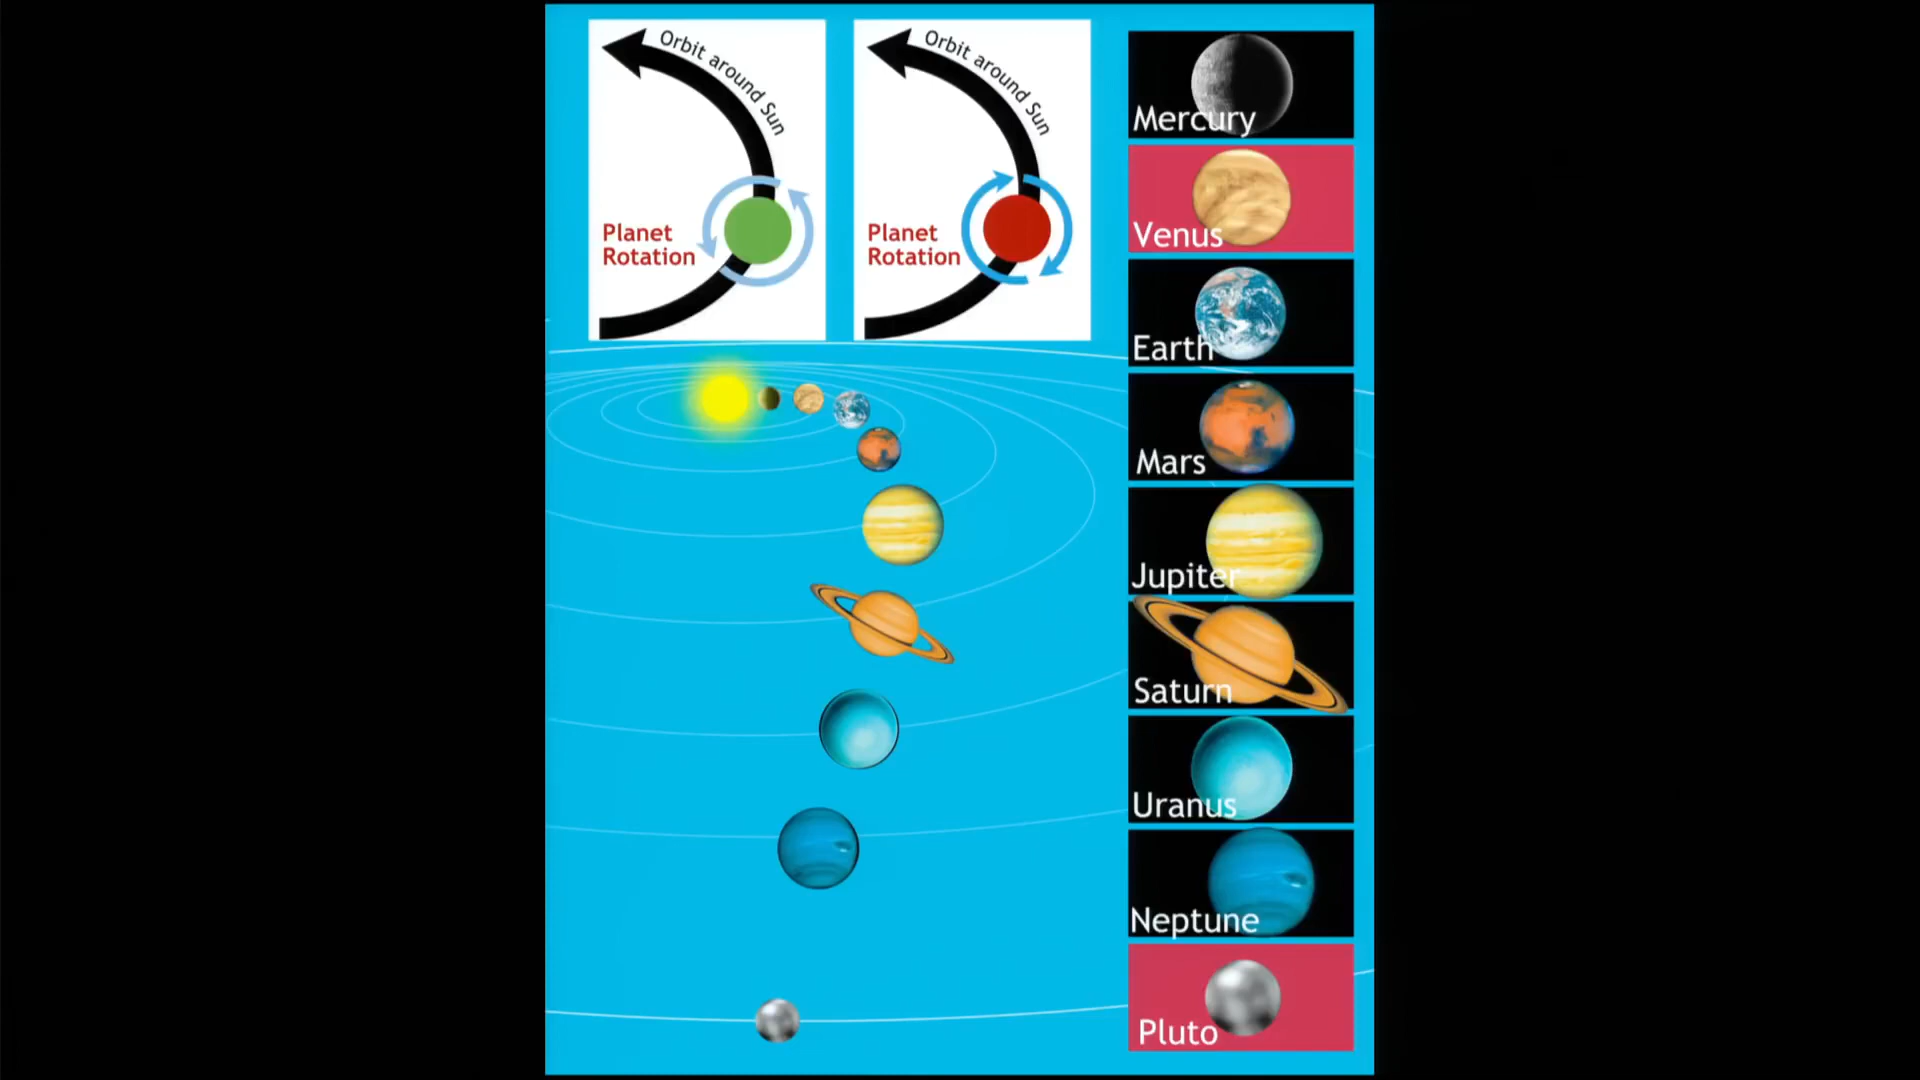 Orbit around Sun
Planet
Rotation
Orbit around Sun
Planet
Rotation
Mercury
Venus
Earth
Mars
Jupiter
Saturn
Uranus
Neptune
Pluto